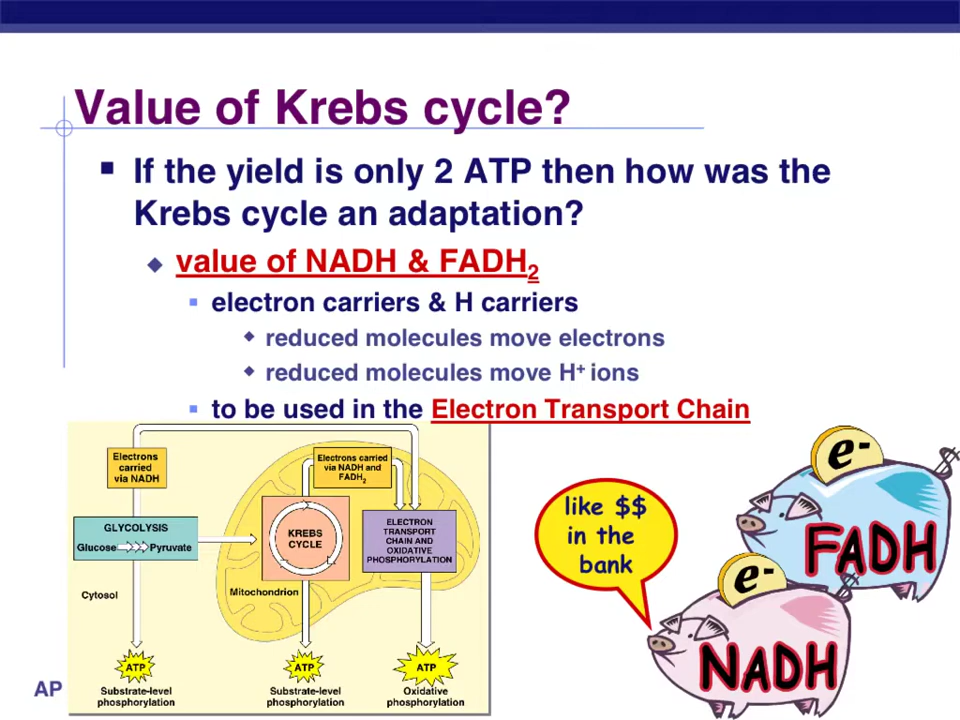 Value of Krebs cycle?
If the yield is only 2 ATP then how was the
Krebs cycle an adaptation?
value of NADH & FADH2
electron carriers & H carriers
reduced molecules move electrons
reduced molecules move H+ ions
to be used in the Electron Transport Chain
Electrons
carried
via NADH
Electrons carried
via NADH and
FADH2
GLYCOLYSIS
Glucose Pyruvate
KREBS
CYCLE
ELECTRON
TRANSPORT
CHAIN AND
OXIDATIVE
PHOSPHORYLATION
Cytosol
Mitochondrion
ATP
ATP
ATP
Substrate-level
phosphorylation
Substrate-level
phosphorylation
Oxidative
phosphorylation
like $$
in the
bank
e-
FADH
e-
NADH
AP